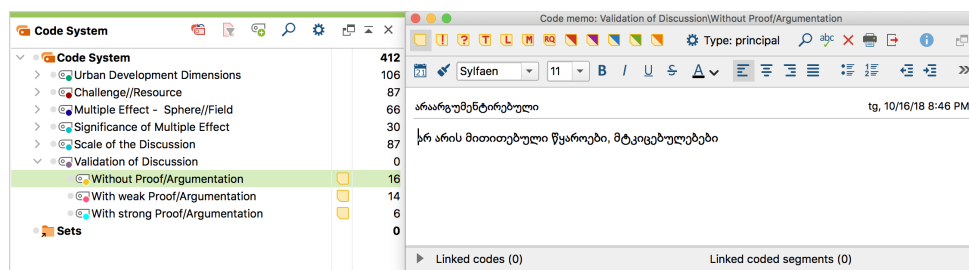 Code System
Code System 412
Urban Development Dimensions 106
Challenge//Resource 87
Multiple Effect - Sphere//Field 66
Significance of Multiple Effect 30
Scale of the Discussion 87
Validation of Discussion 0
Without Proof/Argumentation 16
With weak Proof/Argumentation 14
With strong Proof/Argumentation 6
Sets 0
Code memo: Validation of Discussion\Without Proof/Argumentation
! ? T L M RQ Type: principal abc
21 Sylfaen 11 B I U S A
არაარგუმენტირებული tg, 10/16/18 8:46 PM
არ არის მითითებული წყაროები, მტკიცებულებები
Linked codes (0) Linked coded segments (0)